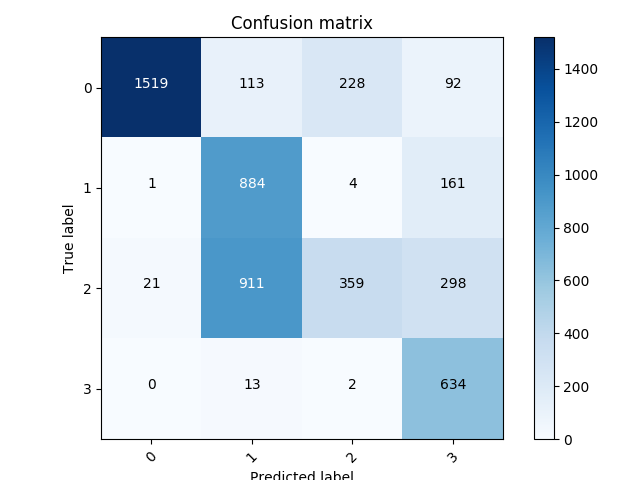 Confusion matrix
0 1519 113 228 92
1 1 884 4 161
2 21 911 359 298
3 0 13 2 634
0 1 2 3
True label
Predicted label
1400
1200
1000
800
600
400
200
0